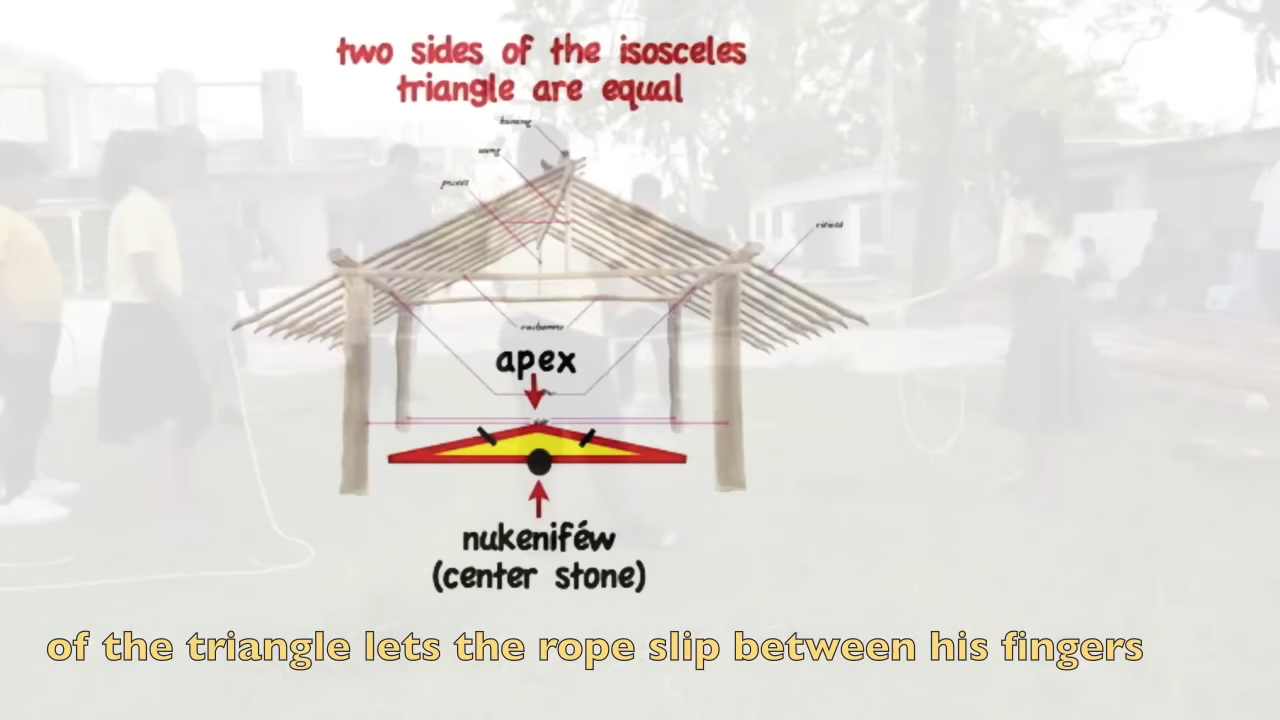 two sides of the isosceles
triangle are equal
apex
nukeniféw
(center stone)
of the triangle lets the rope slip between his fingers